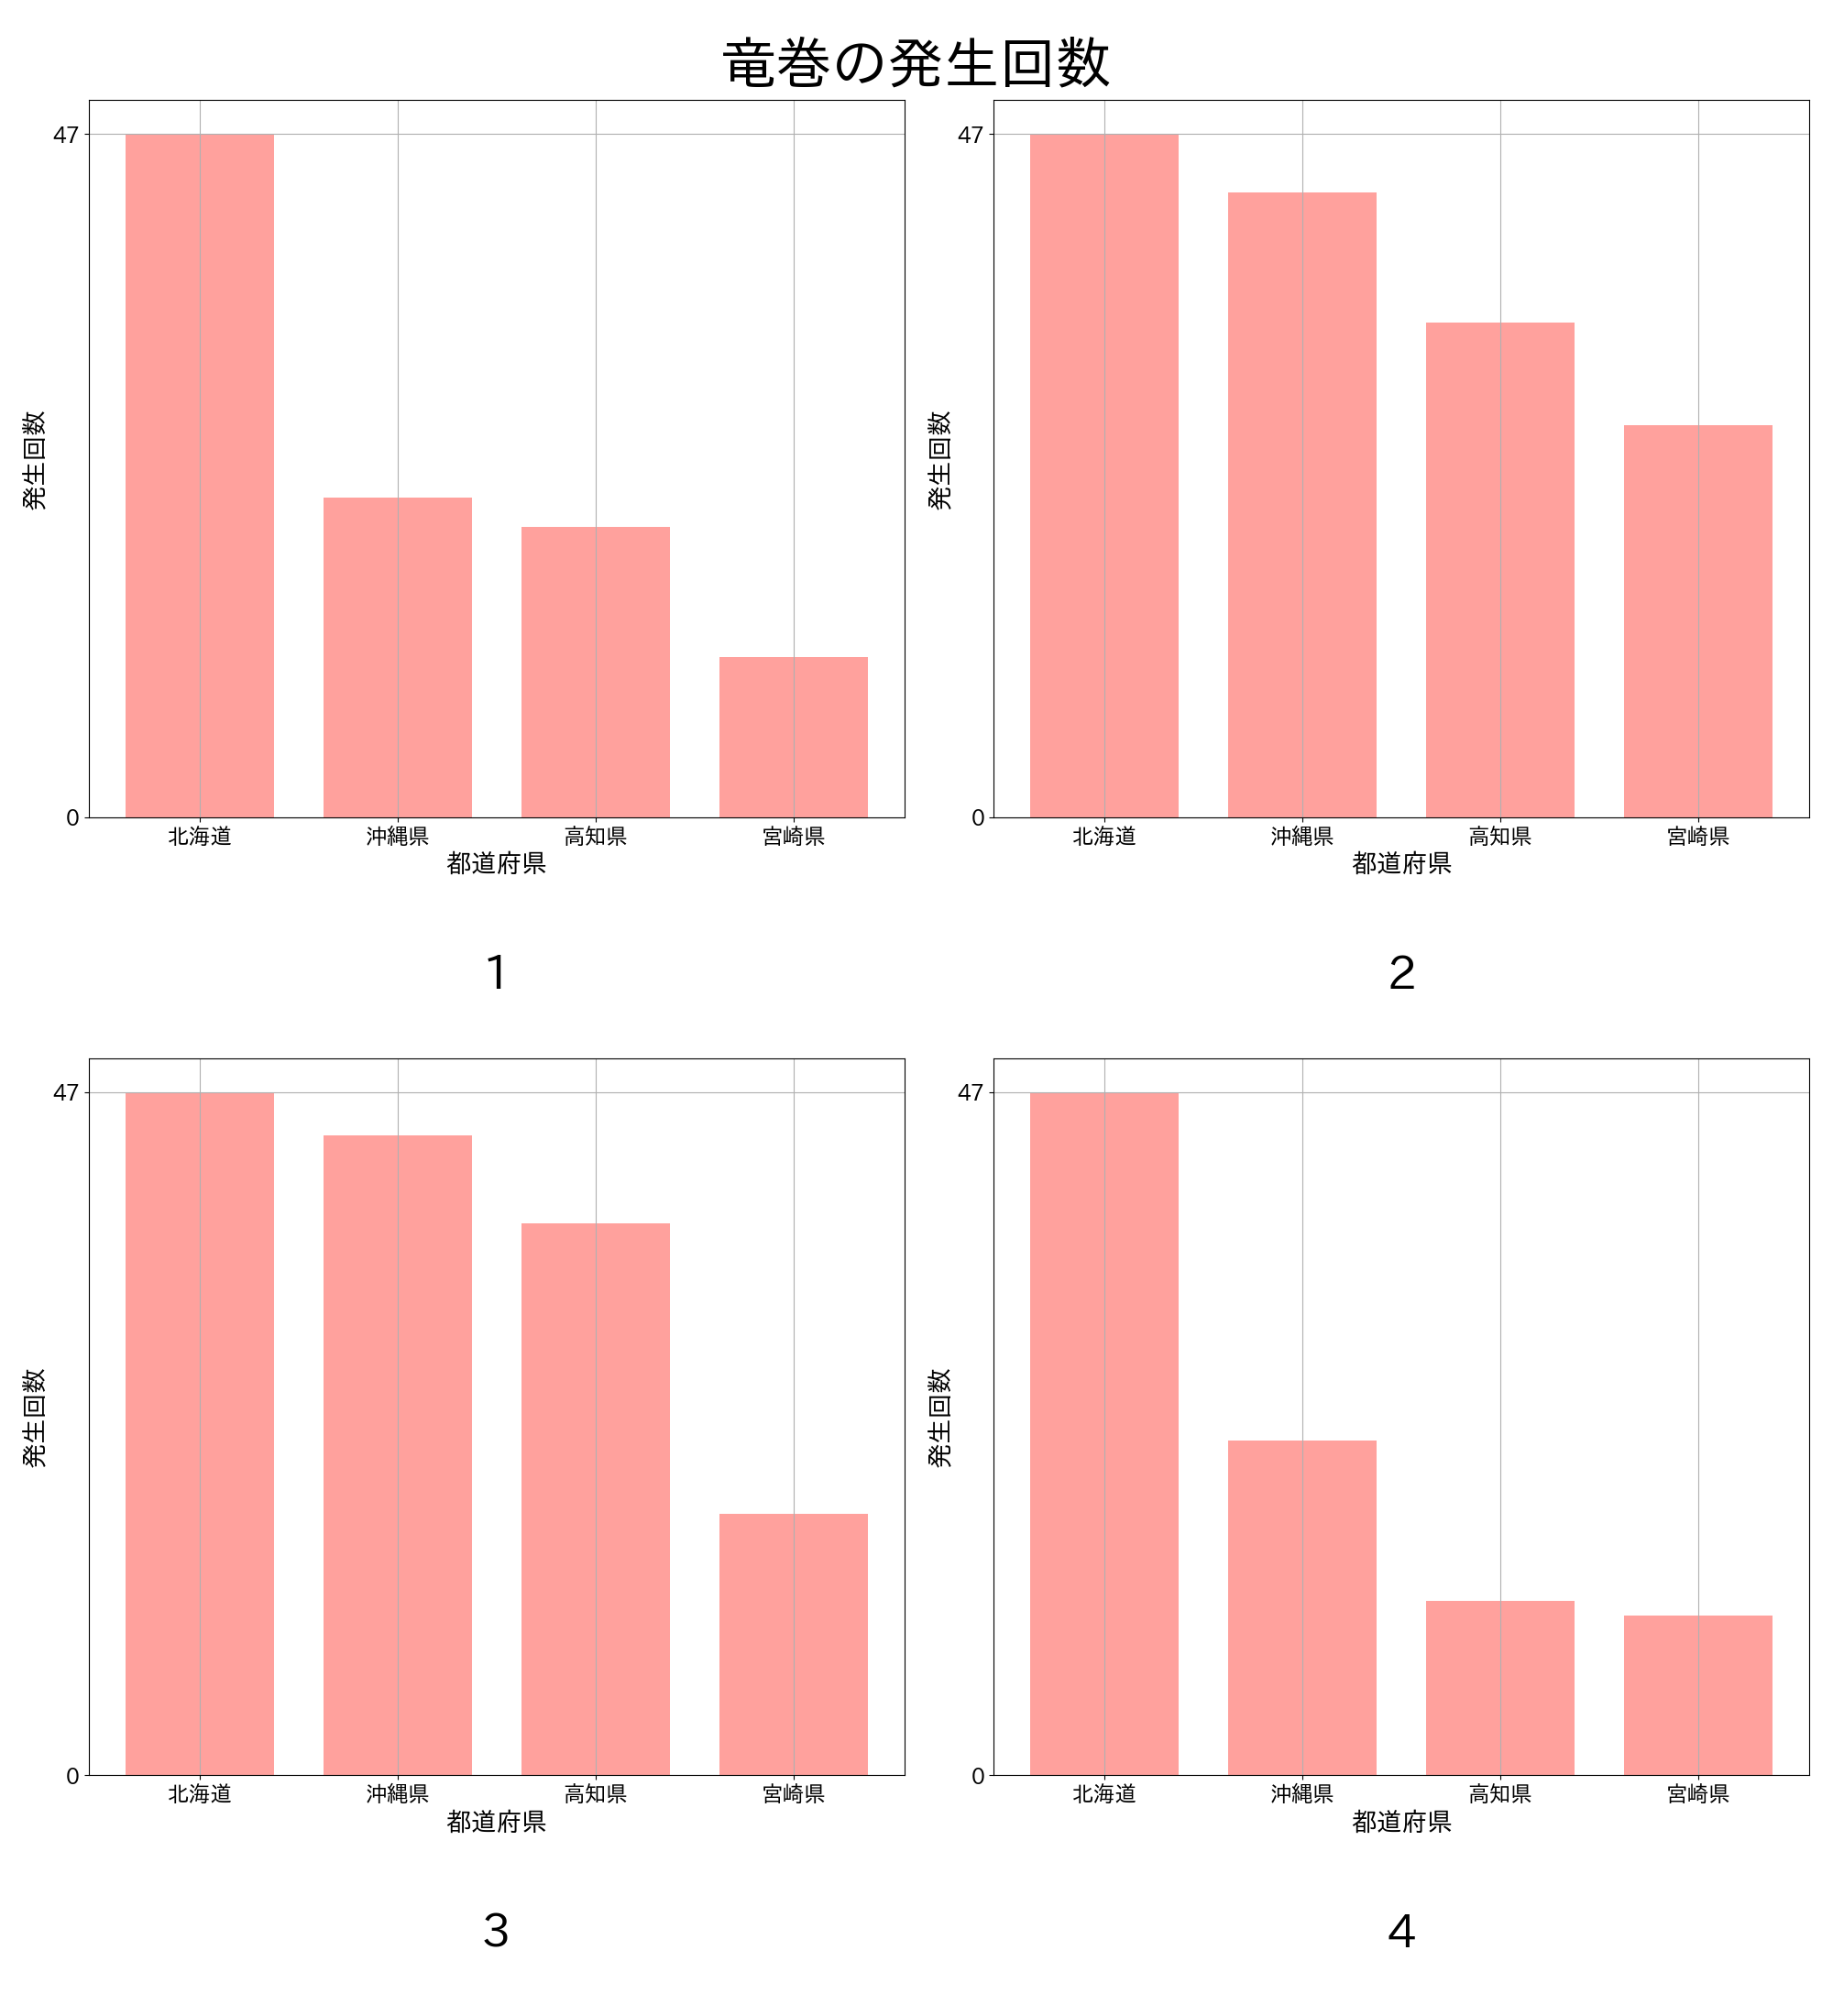 竜巻の発生回数
47
0
発生回数
北海道 沖縄県 高知県 宮崎県
都道府県
1
47
0
発生回数
北海道 沖縄県 高知県 宮崎県
都道府県
2
47
0
発生回数
北海道 沖縄県 高知県 宮崎県
都道府県
3
47
0
発生回数
北海道 沖縄県 高知県 宮崎県
都道府県
4